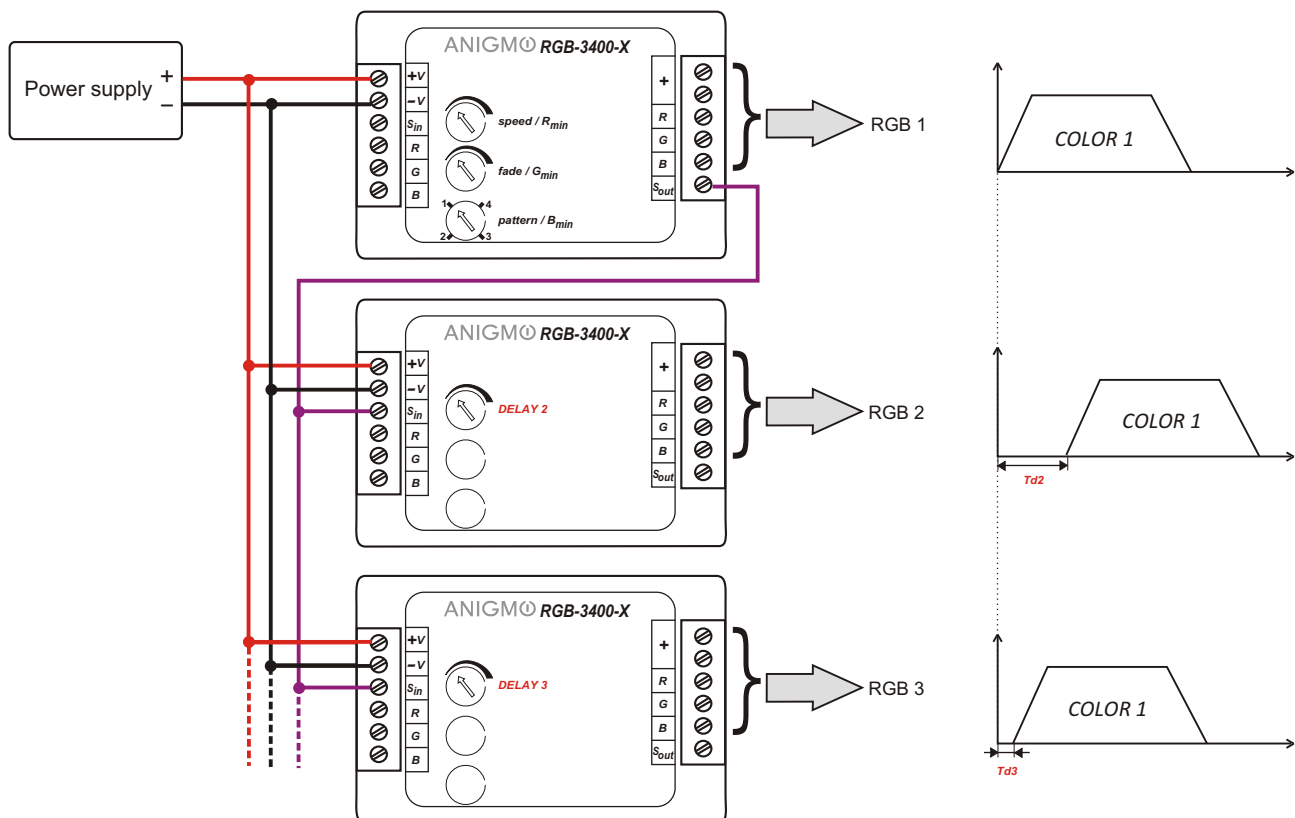 Power supply
+
−
ANIGMO RGB-3400-X
+V
−V
Sin
R
G
B
speed / Rmin
fade / Gmin
1 4
2 3
pattern / Bmin
+
R
G
B
Sout
RGB 1
COLOR 1
ANIGMO RGB-3400-X
+V
−V
Sin
R
G
B
DELAY 2
+
R
G
B
Sout
RGB 2
COLOR 1
Td2
ANIGMO RGB-3400-X
+V
−V
Sin
R
G
B
DELAY 3
+
R
G
B
Sout
RGB 3
COLOR 1
Td3